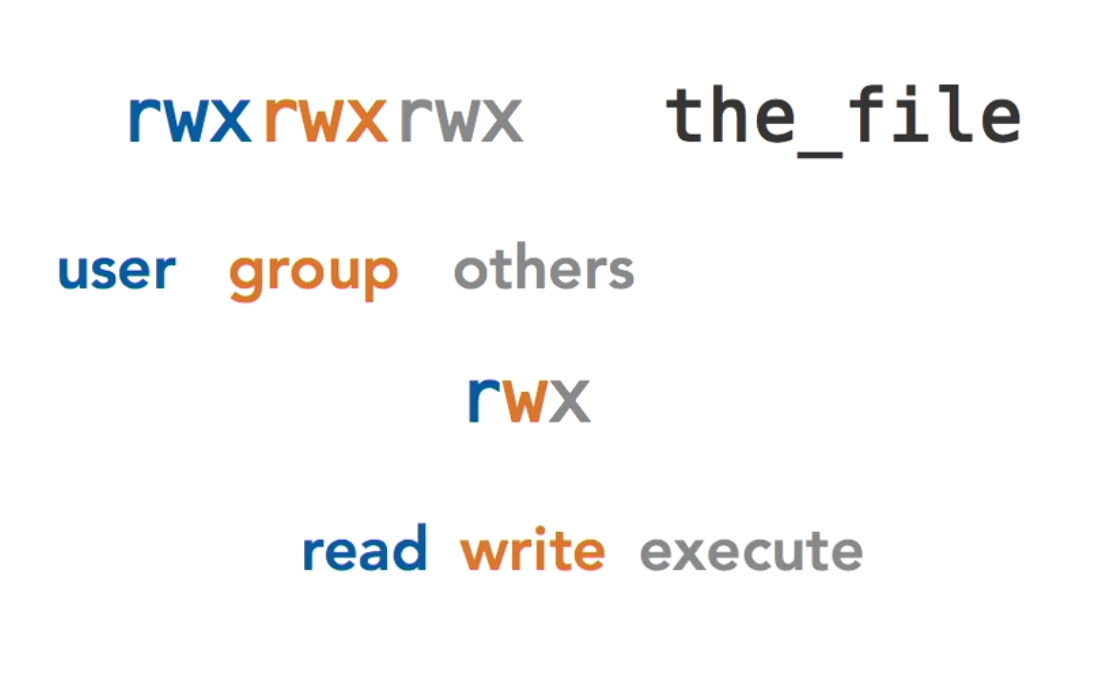 rwxrwxrwx the_file
user group others
rwx
read write execute